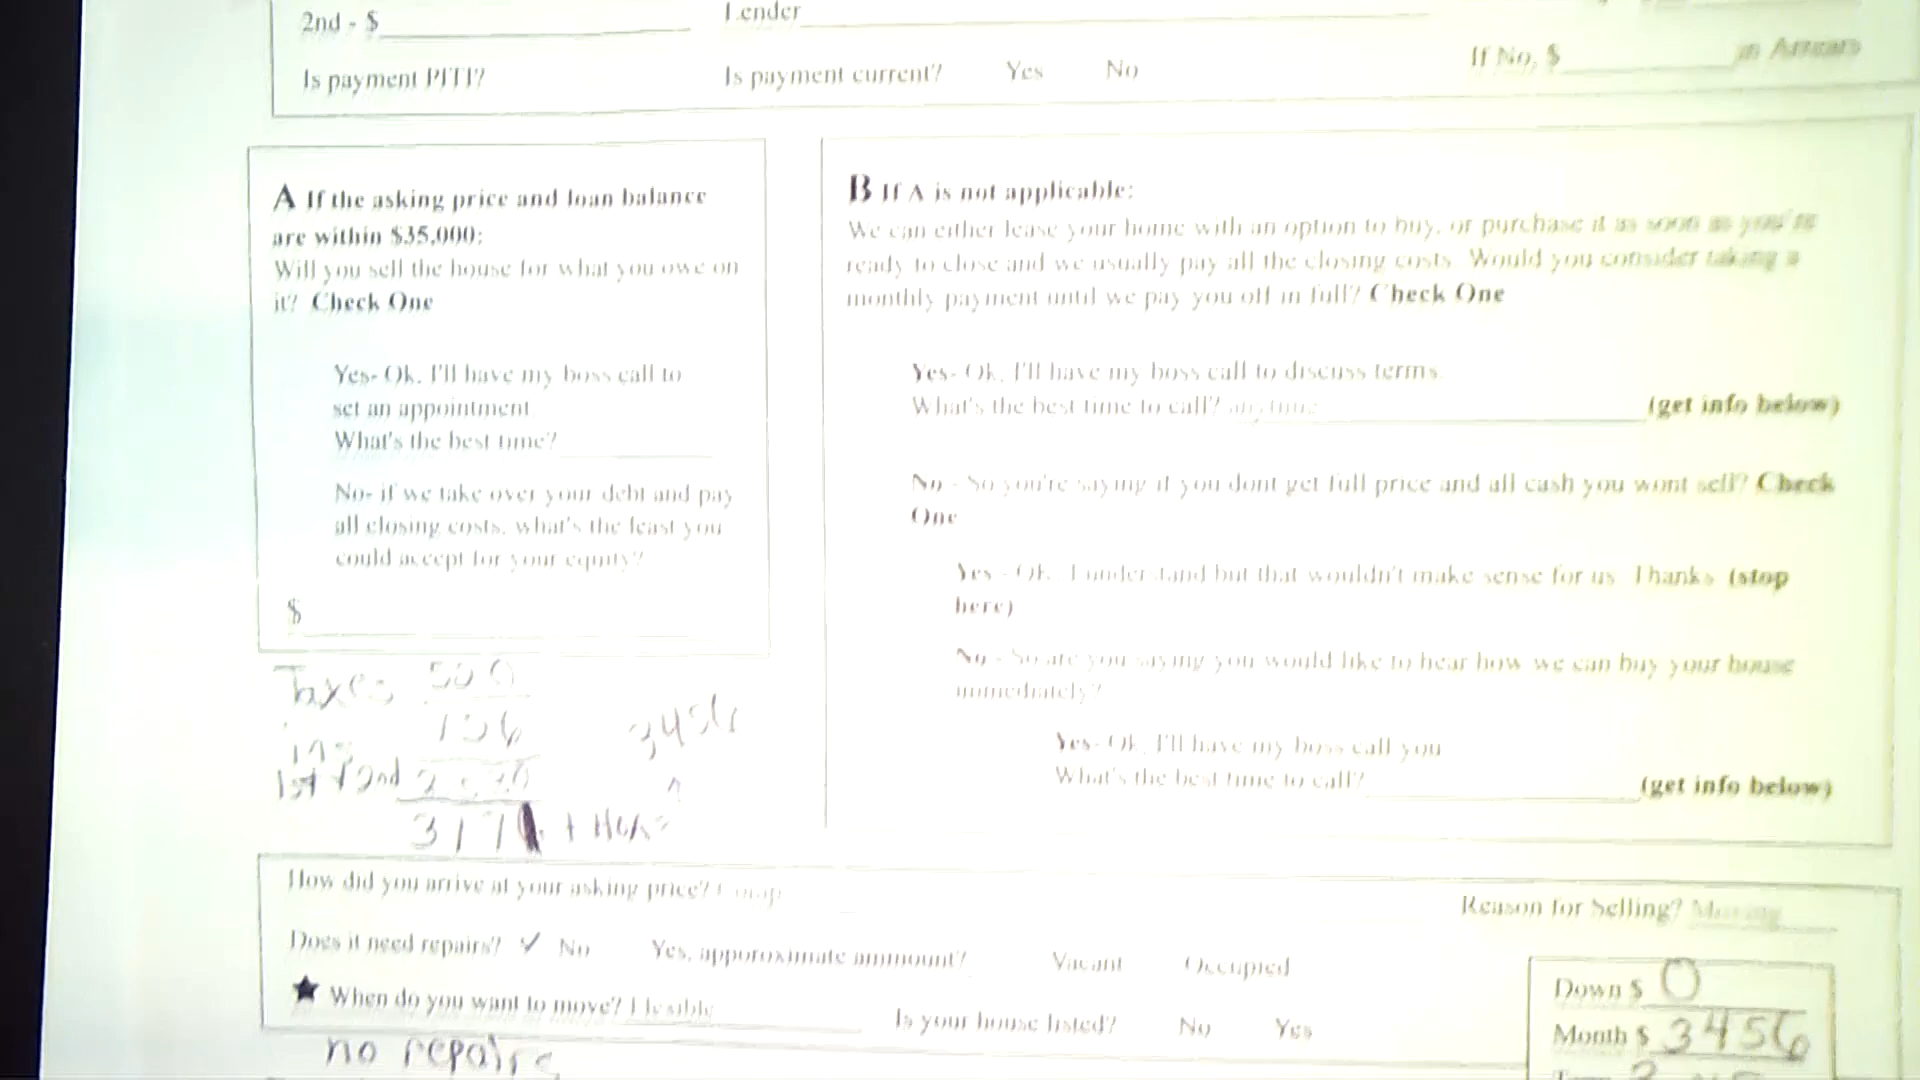 2nd - $ Lender
Is payment PITI? Is payment current? Yes No If No, $ in Arrears
A If the asking price and loan balance
are within $35,000:
Will you sell the house for what you owe on
it? Check One
Yes- Ok, I'll have my boss call to
set an appointment
What's the best time?
No- if we take over your debt and pay
all closing costs, what's the least you
could accept for your equity?
$
B If A is not applicable:
We can either lease your home with an option to buy, or purchase it as soon as you're
ready to close and we usually pay all the closing costs. Would you consider taking a
monthly payment until we pay you off in full? Check One
Yes- Ok, I'll have my boss call to discuss terms
What's the best time to call? anytime (get info below)
No - So you're saying if you dont get full price and all cash you wont sell? Check
One
Yes - Ok. I understand but that wouldn't make sense for us. Thanks (stop
here)
No - So are you saying you would like to hear how we can buy your house
immediately?
Yes- Ok, I'll have my boss call you
What's the best time to call? (get info below)
Taxes 500
ins 136 3456
1st + 2nd
317 +
How did you arrive at your asking price? Reason for Selling? Moving
Does it need repairs? ✓ No Yes, apporoximate ammount? Vacant Occupied
★ When do you want to move? Flexible Is your house listed? No Yes
no repairs
Down $ 0
Month $ 3456